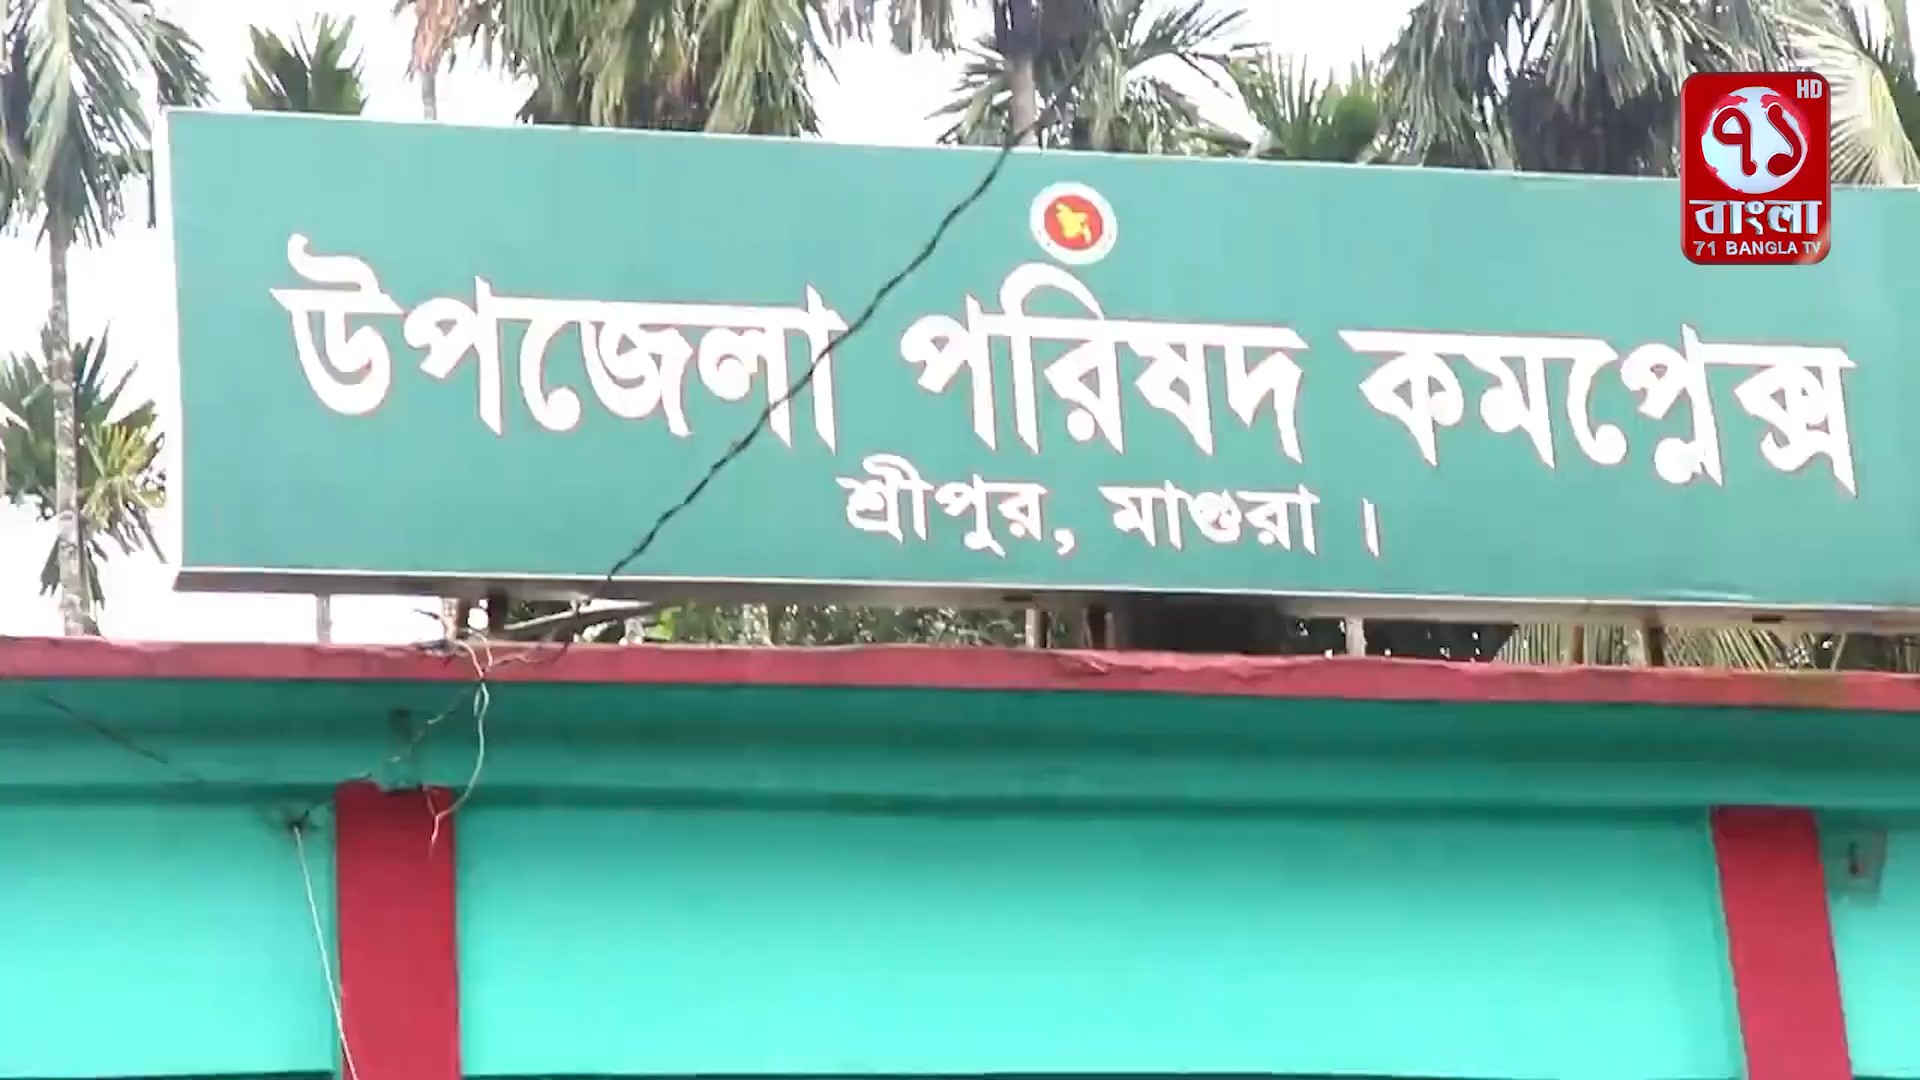 HD
৭১
বাংলা
71 BANGLA TV
উপজেলা পরিষদ কমপ্লেক্স
শ্রীপুর, মাগুরা ।